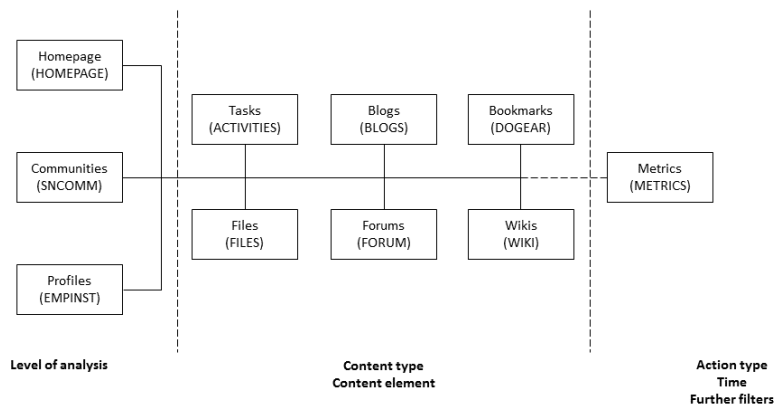 Homepage
(HOMEPAGE)
Tasks
(ACTIVITIES)
Blogs
(BLOGS)
Bookmarks
(DOGEAR)
Communities
(SNCOMM)
Metrics
(METRICS)
Files
(FILES)
Forums
(FORUM)
Wikis
(WIKI)
Profiles
(EMPINST)
Level of analysis
Content type
Content element
Action type
Time
Further filters